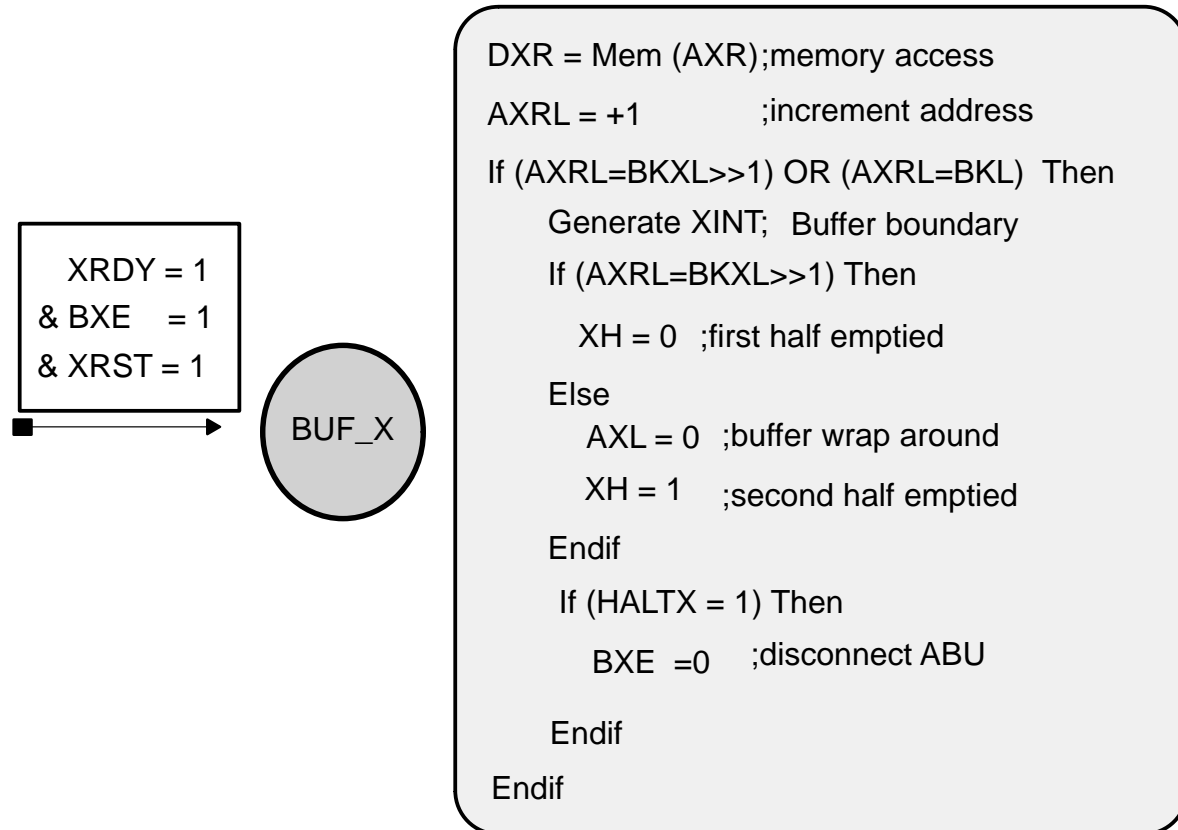 XRDY = 1
& BXE = 1
& XRST = 1
BUF_X
DXR = Mem (AXR);memory access
AXRL = +1 ;increment address
If (AXRL=BKXL>>1) OR (AXRL=BKL) Then
Generate XINT; Buffer boundary
If (AXRL=BKXL>>1) Then
XH = 0 ;first half emptied
Else
AXL = 0 ;buffer wrap around
XH = 1 ;second half emptied
Endif
If (HALTX = 1) Then
BXE =0 ;disconnect ABU
Endif
Endif